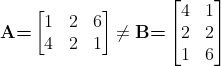 A= [1 2 6; 4 2 1] ≠ B= [4 1; 2 2; 1 6]